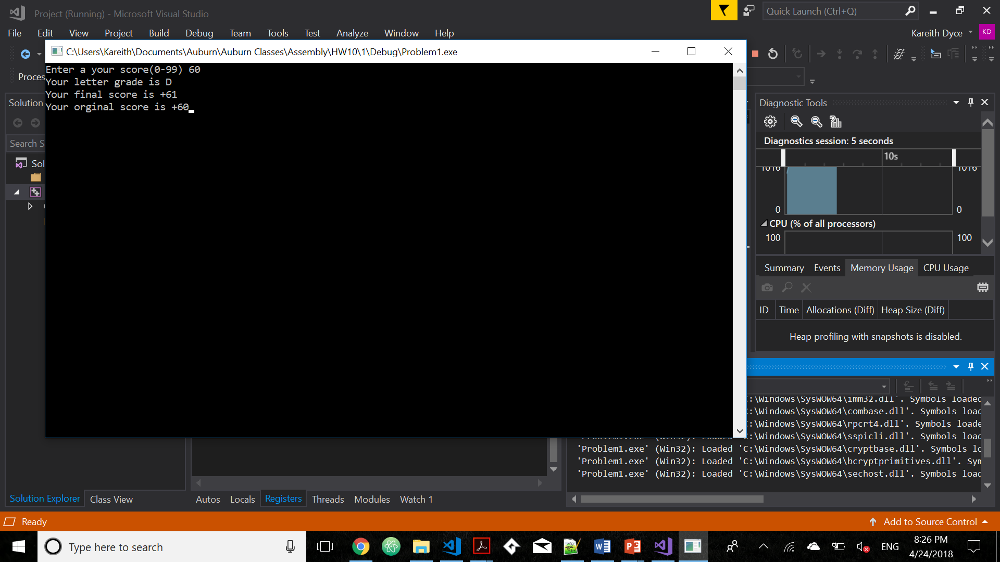 Project (Running) - Microsoft Visual Studio
Quick Launch (Ctrl+Q)
File Edit View Project Build Debug Team Tools Test Analyze Window Help
Kareith Dyce KD
C:\Users\Kareith\Documents\Auburn\Auburn Classes\Assembly\HW10\1\Debug\Problem1.exe
Enter a your score(0-99) 60
Your letter grade is D
Your final score is +61
Your orginal score is +60
Proces
Solution
Search S
Sol
Diagnostic Tools
Diagnostics session: 5 seconds
10s
1016 1016
0 0
CPU (% of all processors)
100 100
Summary Events Memory Usage CPU Usage
ID Time Allocations (Diff) Heap Size (Diff)
Heap profiling with snapshots is disabled.
:\Windows\SysWOW64\imm32.dll'. Symbols loaded
:\Windows\SysWOW64\combase.dll'. Symbols load
:\Windows\SysWOW64\rpcrt4.dll'. Symbols loade
:\Windows\SysWOW64\sspicli.dll'. Symbols load
'Problem1.exe' (Win32): Loaded 'C:\Windows\SysWOW64\cryptbase.dll'. Symbols lo
'Problem1.exe' (Win32): Loaded 'C:\Windows\SysWOW64\bcryptprimitives.dll'. Sym
'Problem1.exe' (Win32): Loaded 'C:\Windows\SysWOW64\sechost.dll'. Symbols load
Solution Explorer Class View
Autos Locals Registers Threads Modules Watch 1
Ready
Add to Source Control
Type here to search
ENG
8:26 PM
4/24/2018